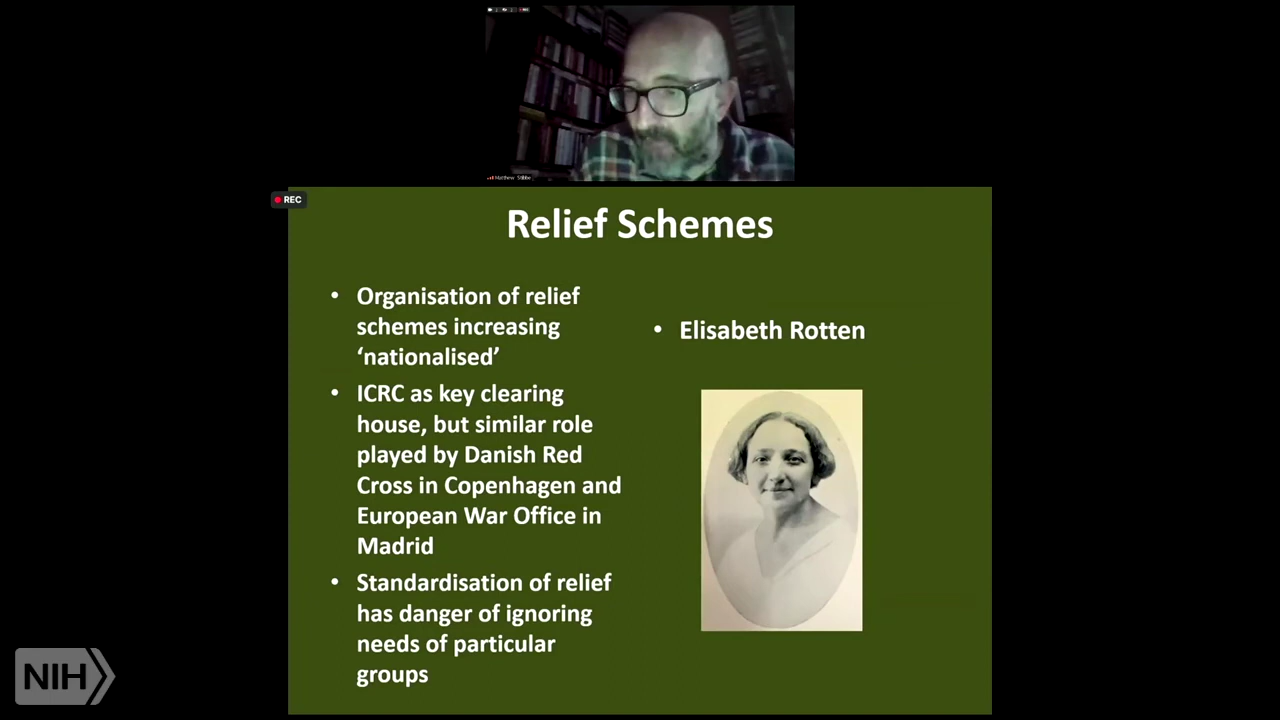 Matthew Stibbe
REC
Relief Schemes
• Organisation of relief
schemes increasing
‘nationalised’
• ICRC as key clearing
house, but similar role
played by Danish Red
Cross in Copenhagen and
European War Office in
Madrid
• Standardisation of relief
has danger of ignoring
needs of particular
groups
• Elisabeth Rotten
NIH